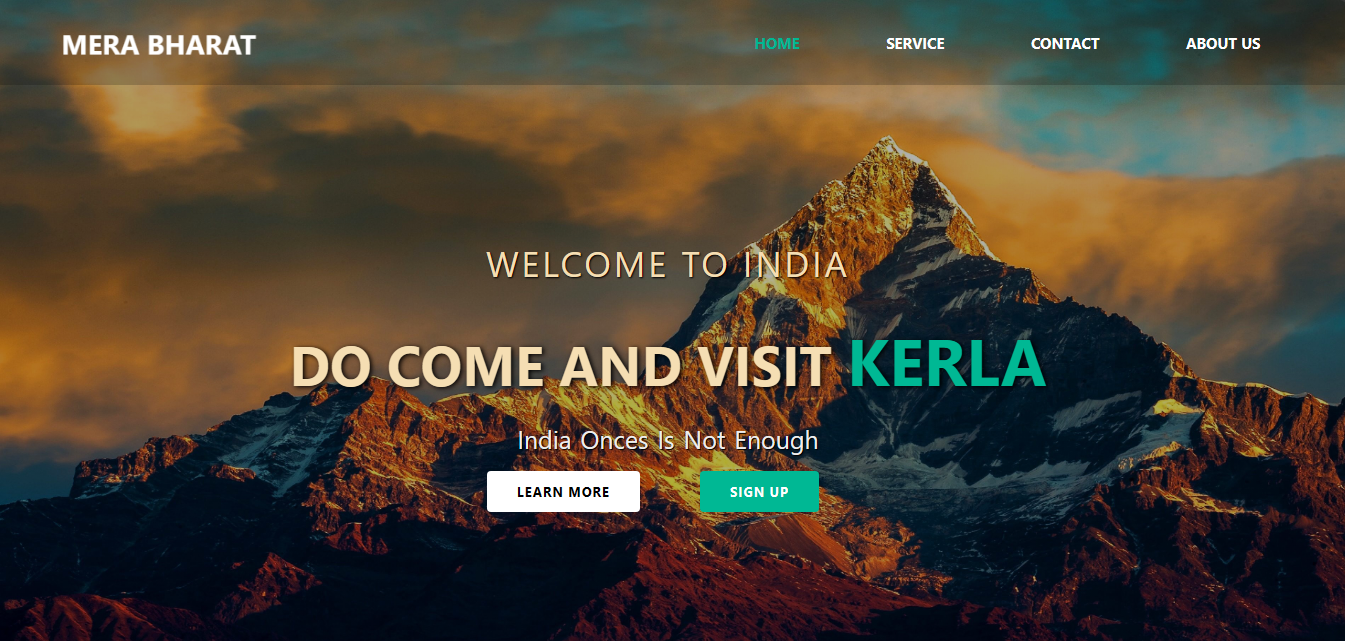 MERA BHARAT
HOME SERVICE CONTACT ABOUT US
WELCOME TO INDIA
DO COME AND VISIT KERLA
India Onces Is Not Enough
LEARN MORE SIGN UP